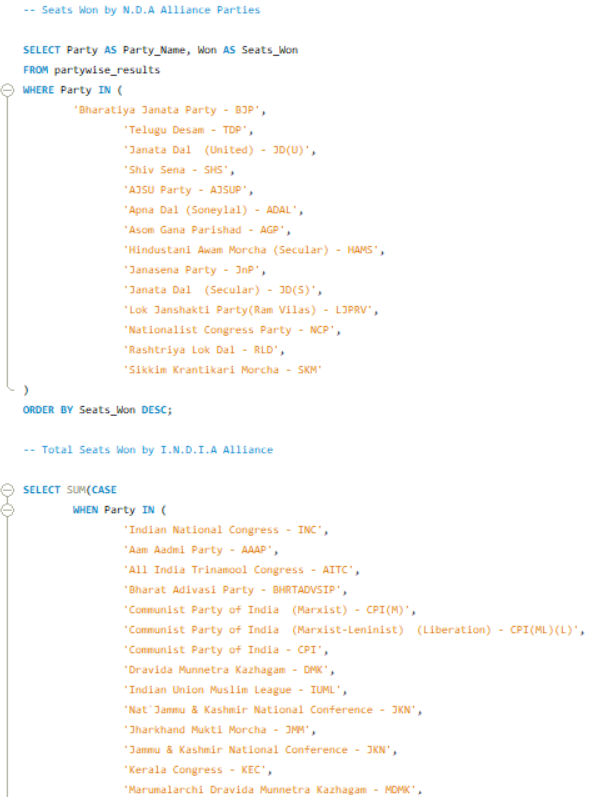 -- Seats Won by N.D.A Alliance Parties
SELECT Party AS Party_Name, Won AS Seats_Won
FROM partywise_results
WHERE Party IN (
'Bharatiya Janata Party - BJP',
'Telugu Desam - TDP',
'Janata Dal  (United) - JD(U)',
'Shiv Sena - SHS',
'AJSU Party - AJSUP',
'Apna Dal (Soneylal) - ADAL',
'Asom Gana Parishad - AGP',
'Hindustani Awam Morcha (Secular) - HAMS',
'Janasena Party - JnP',
'Janata Dal  (Secular) - JD(S)',
'Lok Janshakti Party(Ram Vilas) - LJPRV',
'Nationalist Congress Party - NCP',
'Rashtriya Lok Dal - RLD',
'Sikkim Krantikari Morcha - SKM'
)
ORDER BY Seats_Won DESC;
-- Total Seats Won by I.N.D.I.A Alliance
SELECT SUM(CASE
WHEN Party IN (
'Indian National Congress - INC',
'Aam Aadmi Party - AAAP',
'All India Trinamool Congress - AITC',
'Bharat Adivasi Party - BHRTADVSIP',
'Communist Party of India  (Marxist) - CPI(M)',
'Communist Party of India  (Marxist-Leninist)  (Liberation) - CPI(ML)(L)',
'Communist Party of India - CPI',
'Dravida Munnetra Kazhagam - DMK',
'Indian Union Muslim League - IUML',
'Nat`Jammu & Kashmir National Conference - JKN',
'Jharkhand Mukti Morcha - JMM',
'Jammu & Kashmir National Conference - JKN',
'Kerala Congress - KEC',
'Marumalarchi Dravida Munnetra Kazhagam - MDMK',